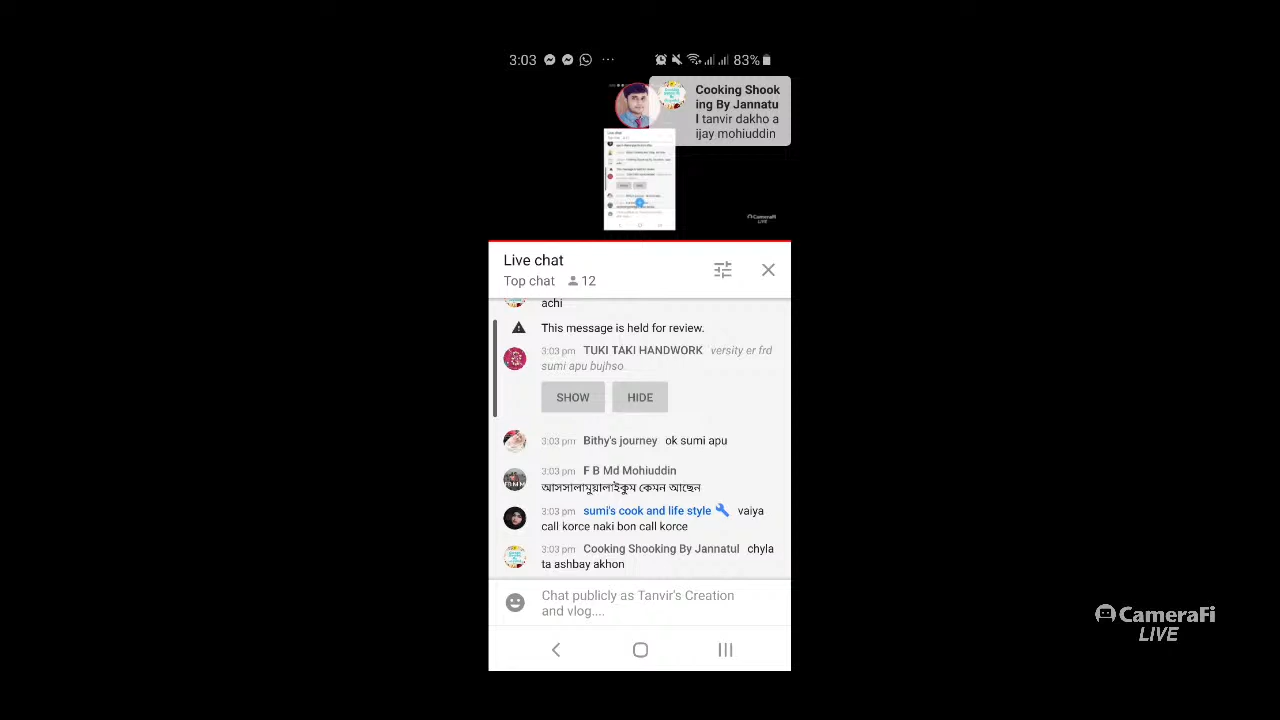 3:03 83%
Cooking Shook
ing By Jannatu
l tanvir dakho a
ijay mohiuddin
CameraFi
LIVE
Live chat
Top chat 12
achi
This message is held for review.
3:03 pm TUKI TAKI HANDWORK versity er frd
sumi apu bujhso
SHOW HIDE
3:03 pm Bithy's journey ok sumi apu
3:03 pm F B Md Mohiuddin
আসসালামুয়ালাইকুম কেমন আছেন
3:03 pm sumi's cook and life style vaiya
call korce naki bon call korce
3:03 pm Cooking Shooking By Jannatul chyla
ta ashbay akhon
Chat publicly as Tanvir's Creation
and vlog....
CameraFi
LIVE